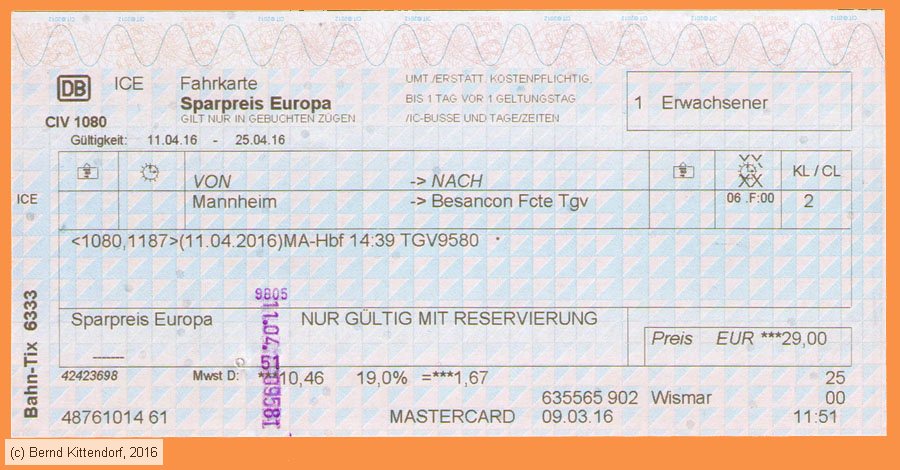 DB ICE Fahrkarte UMT /ERSTATT. KOSTENPFLICHTIG,
Sparpreis Europa BIS 1 TAG VOR 1 GELTUNGSTAG 1 Erwachsener
CIV 1080 GILT NUR IN GEBUCHTEN ZÜGEN /IC-BUSSE UND TAGE/ZEITEN
Gültigkeit: 11.04.16 - 25.04.16
VON -> NACH XX XX KL / CL
ICE Mannheim -> Besancon Fcte Tgv 06 .F:00 2
<1080,1187>(11.04.2016)MA-Hbf 14:39 TGV9580
9805
Sparpreis Europa NUR GÜLTIG MIT RESERVIERUNG
Preis EUR ***29,00
42423698 Mwst D: ***10,46 19,0% =***1,67 25
635565 902 Wismar 00
48761014 61 MASTERCARD 09.03.16 11:51
Bahn-Tix 6333
(c) Bernd Kittendorf, 2016